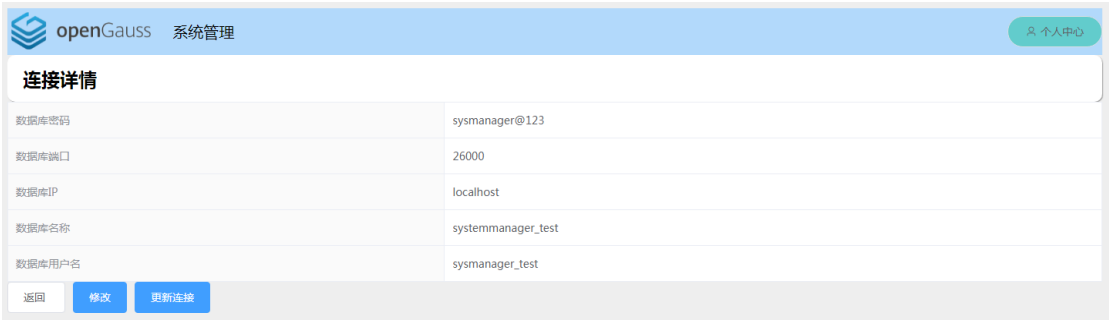 openGauss 系统管理 个人中心
连接详情
数据库密码 sysmanager@123
数据库端口 26000
数据库IP localhost
数据库名称 systemmanager_test
数据库用户名 sysmanager_test
返回 修改 更新连接